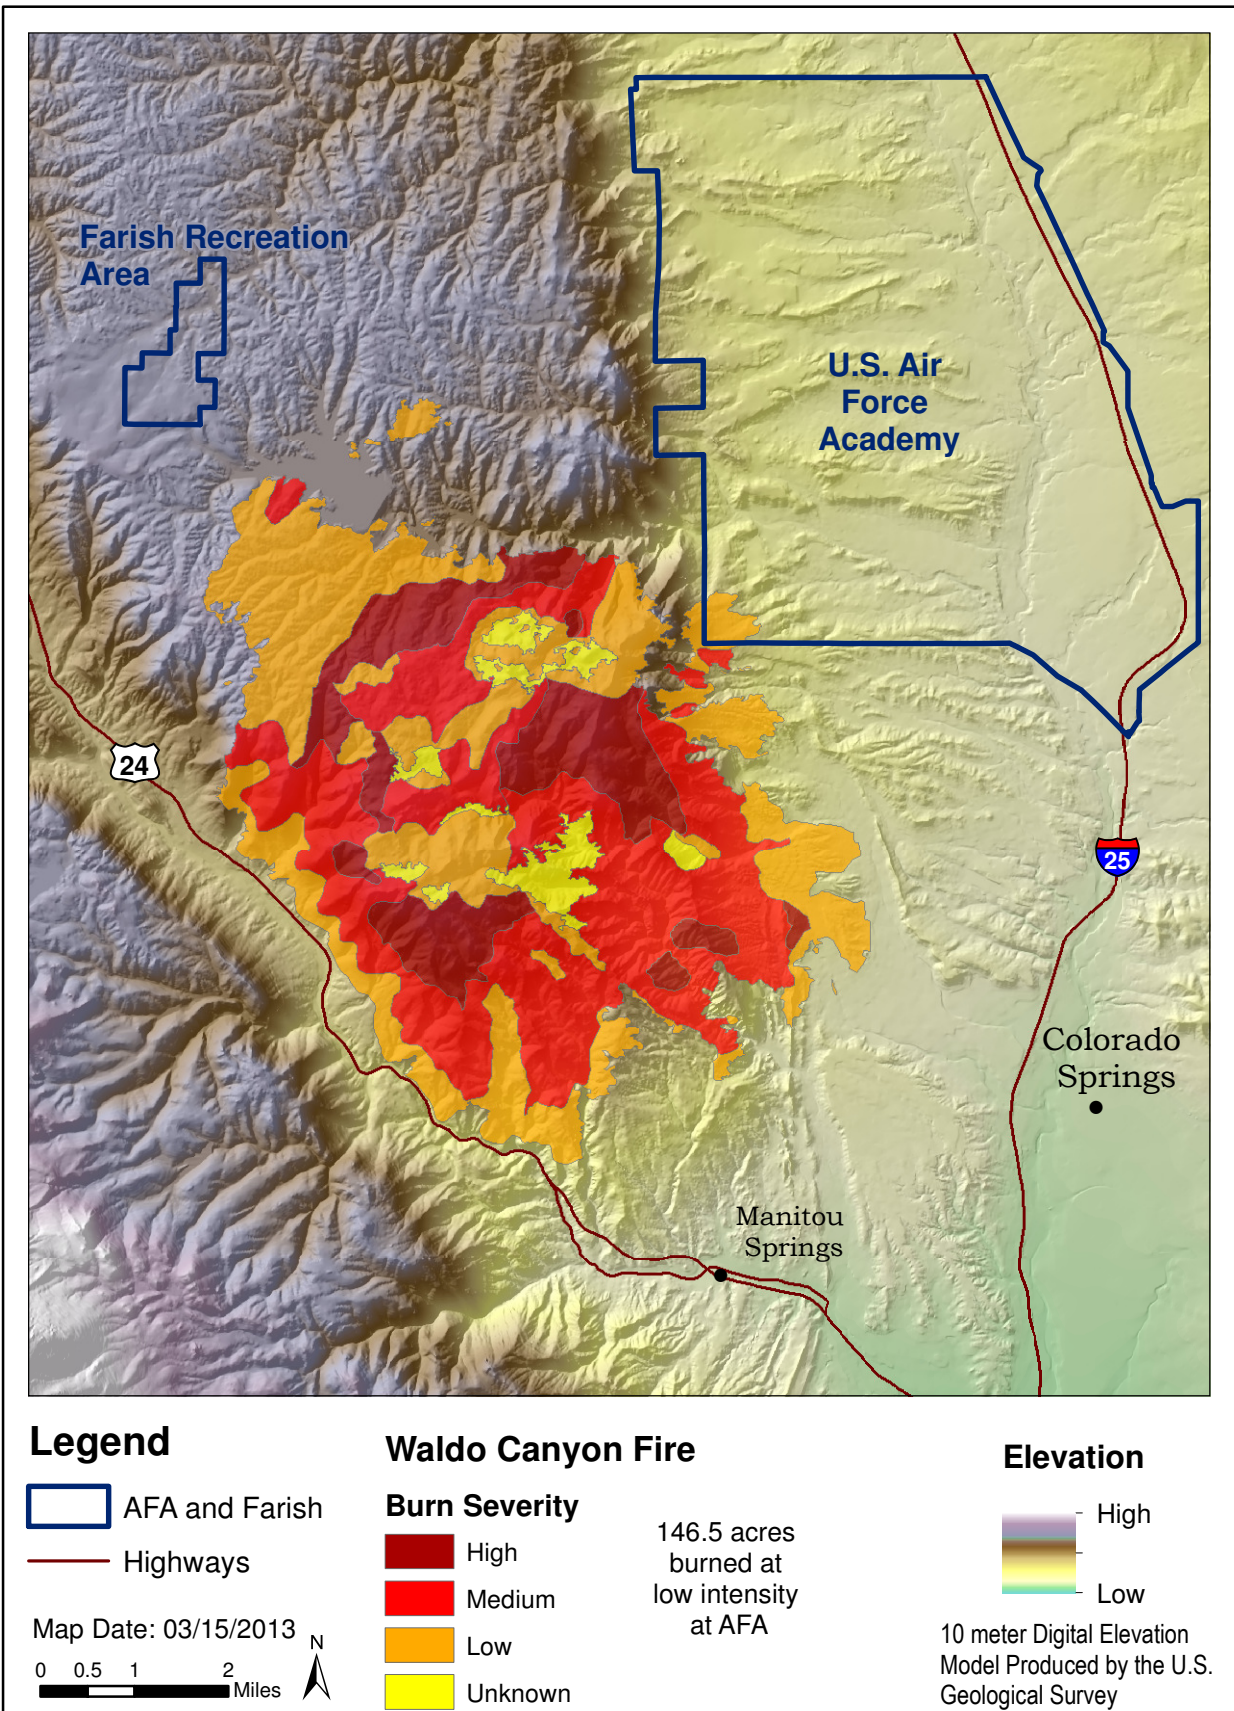 Farish Recreation
Area
U.S. Air
Force
Academy
24
25
Colorado
Springs
Manitou
Springs
Legend
AFA and Farish
Highways
Map Date: 03/15/2013
N
0 0.5 1 2
Miles
Waldo Canyon Fire
Burn Severity
High
Medium
Low
Unknown
146.5 acres
burned at
low intensity
at AFA
Elevation
High
Low
10 meter Digital Elevation
Model Produced by the U.S.
Geological Survey